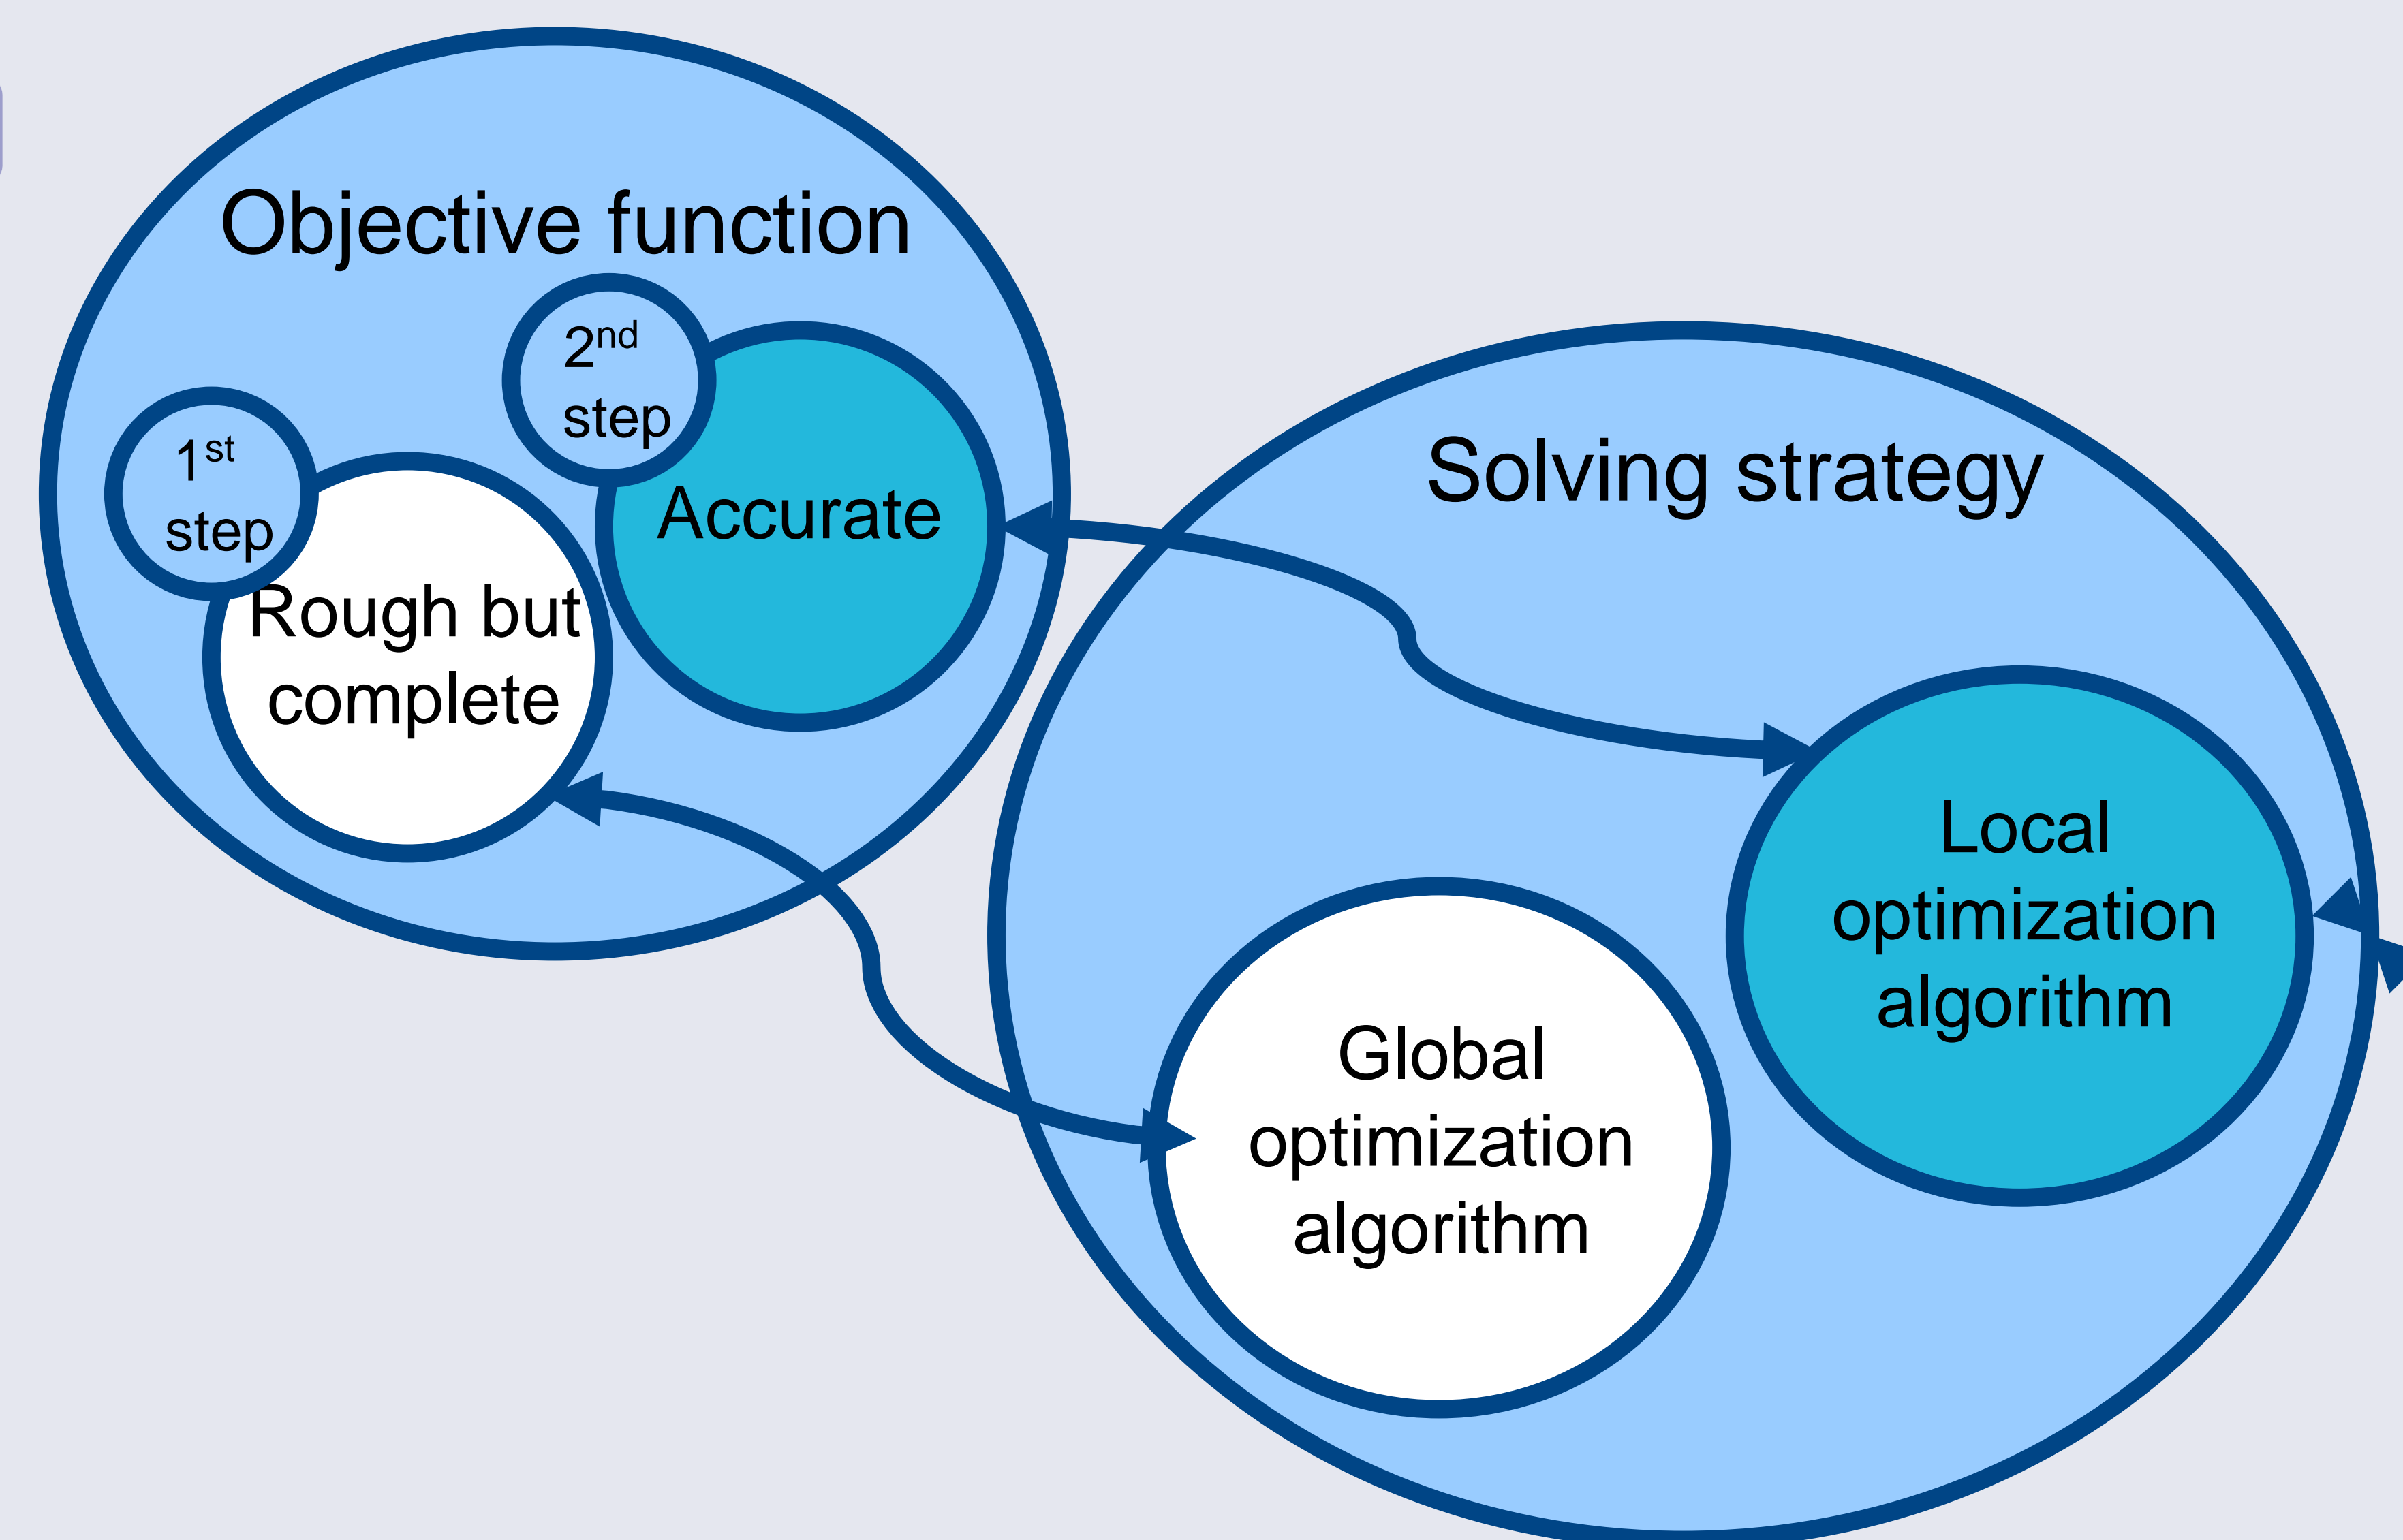 Objective function
2nd
step
1st
step
Accurate
Rough but
complete
Solving strategy
Local
optimization
algorithm
Global
optimization
algorithm